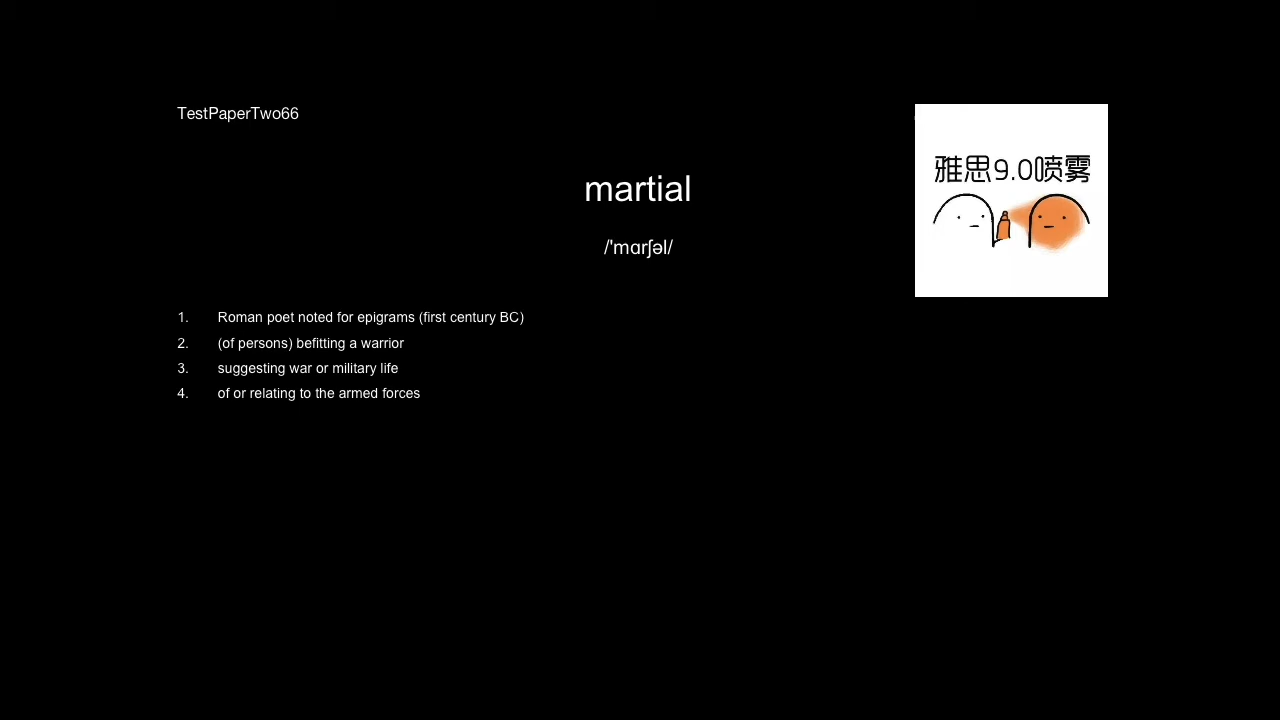 TestPaperTwo66
雅思9.0喷雾
martial
/'mɑrʃəl/
1. Roman poet noted for epigrams (first century BC)
2. (of persons) befitting a warrior
3. suggesting war or military life
4. of or relating to the armed forces